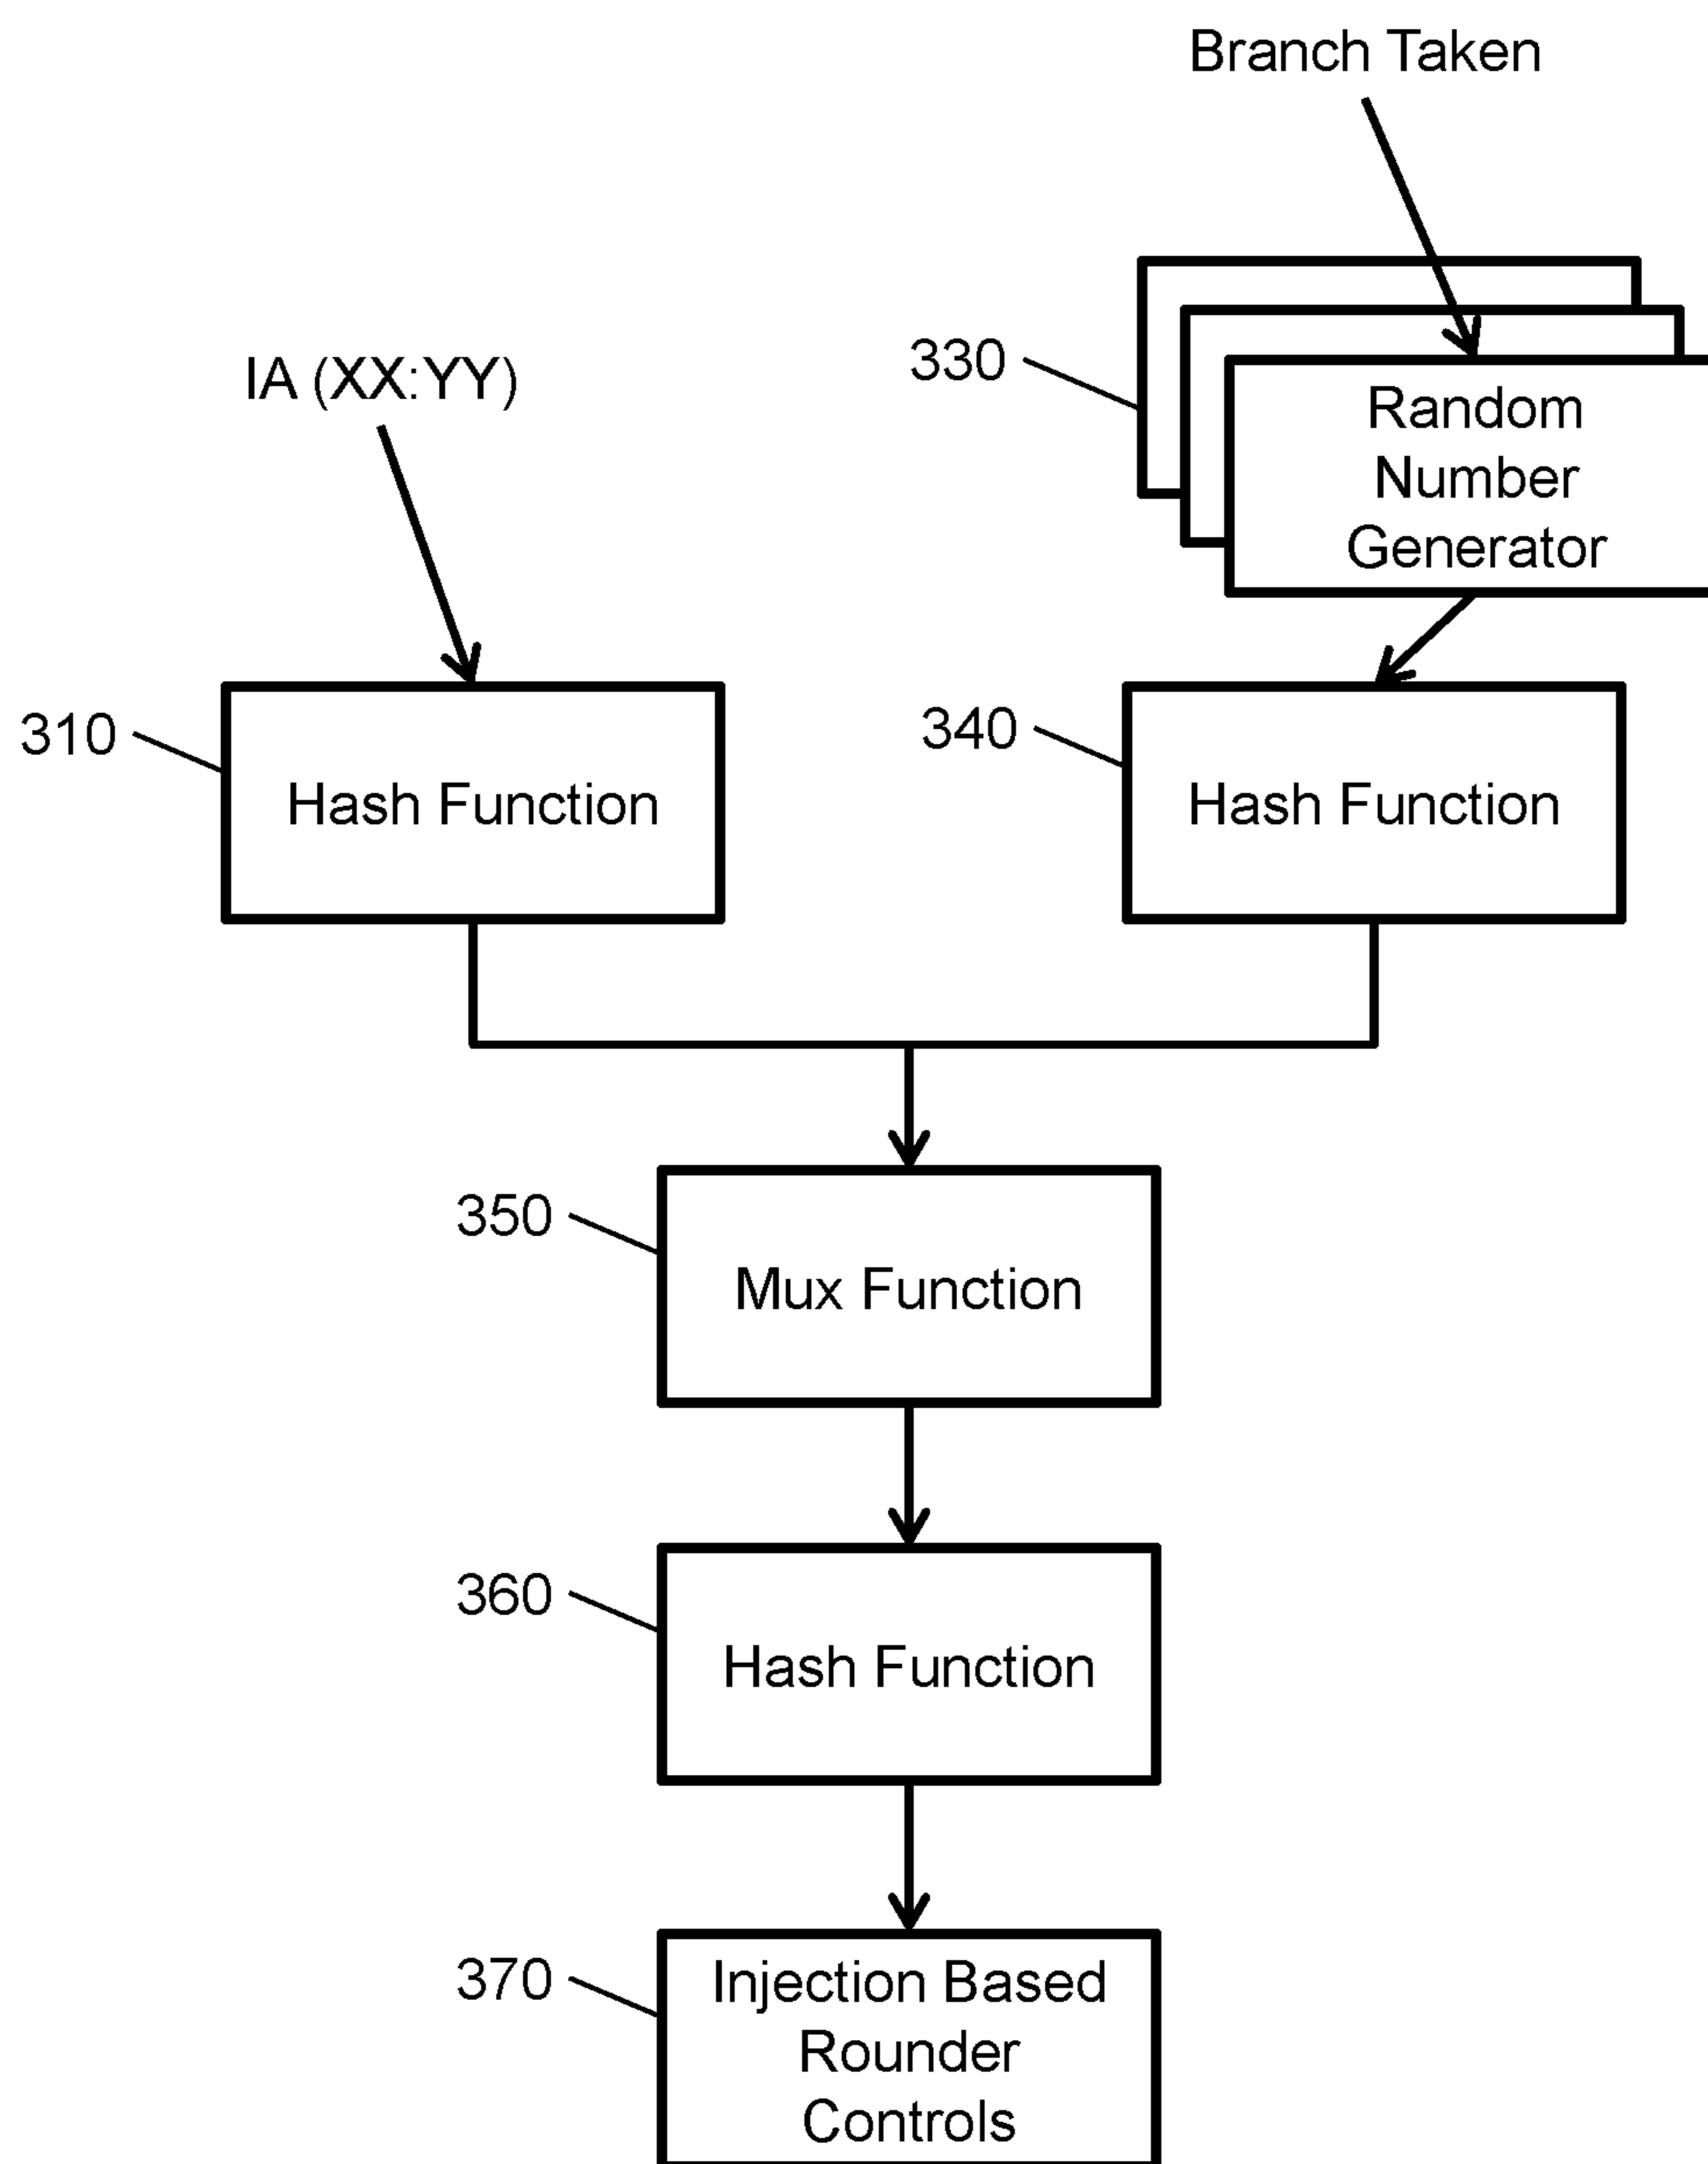 Branch Taken
330
IA (XX:YY)
Random
Number
Generator
310
340
Hash Function
Hash Function
350
Mux Function
360
Hash Function
370
Injection Based
Rounder
Controls